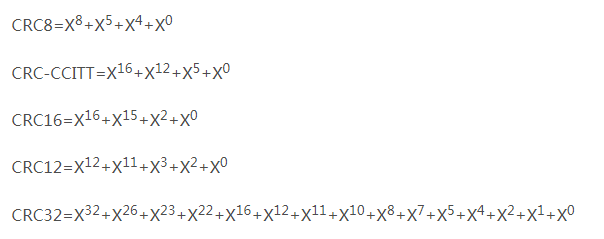 CRC8=X⁸+X⁵+X⁴+X⁰
CRC-CCITT=X¹⁶+X¹²+X⁵+X⁰
CRC16=X¹⁶+X¹⁵+X²+X⁰
CRC12=X¹²+X¹¹+X³+X²+X⁰
CRC32=X³²+X²⁶+X²³+X²²+X¹⁶+X¹²+X¹¹+X¹⁰+X⁸+X⁷+X⁵+X⁴+X²+X¹+X⁰